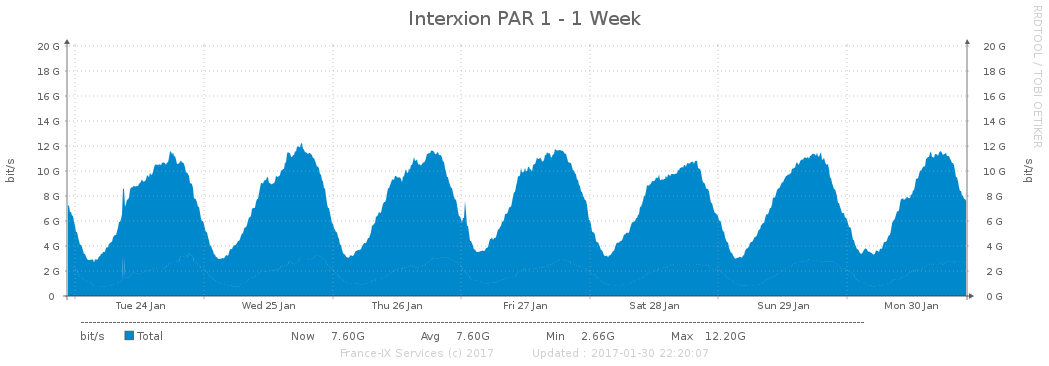 Interxion PAR 1 - 1 Week
RRDTOOL / TOBI OETIKER
20 G 20 G
18 G 18 G
16 G 16 G
14 G 14 G
12 G 12 G
10 G 10 G
8 G 8 G
6 G 6 G
4 G 4 G
2 G 2 G
0 0 G
bit/s
bit/s
Tue 24 Jan Wed 25 Jan Thu 26 Jan Fri 27 Jan Sat 28 Jan Sun 29 Jan Mon 30 Jan
bit/s Total Now 7.60G Avg 7.60G Min 2.66G Max 12.20G
France-IX Services (c) 2017 Updated : 2017-01-30 22:20:07